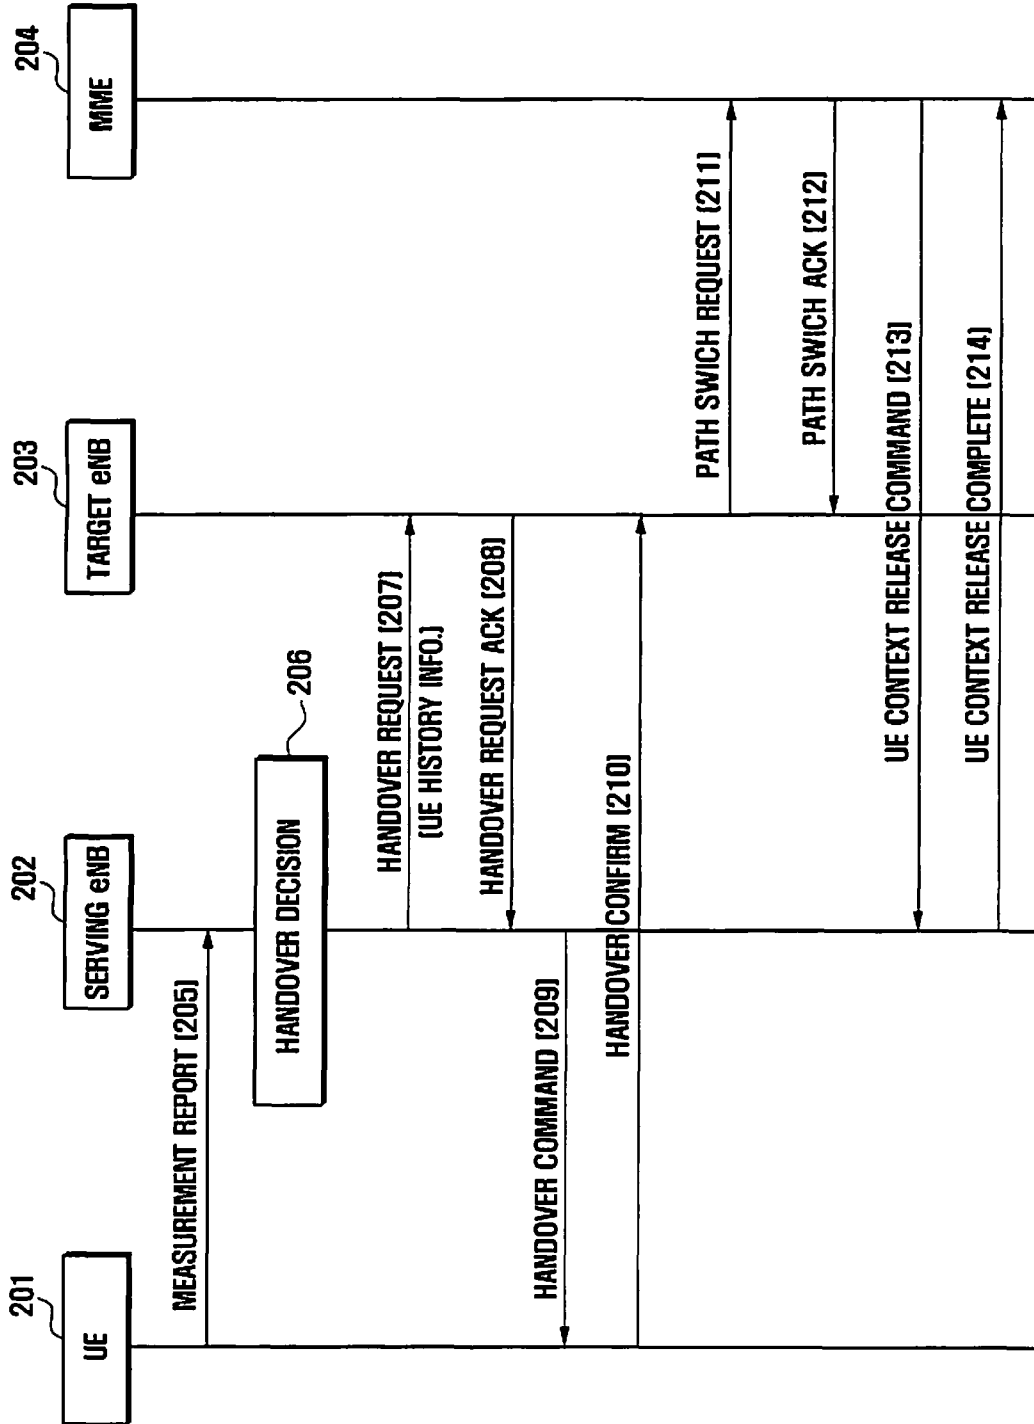 201
202
203
204
UE
SERVING eNB
TARGET eNB
MME
MEASUREMENT REPORT (205)
HANDOVER DECISION
206
HANDOVER REQUEST (207)
(UE HISTORY INFO.)
HANDOVER REQUEST ACK (208)
HANDOVER COMMAND (209)
HANDOVER CONFIRM (210)
PATH SWICH REQUEST (211)
PATH SWICH ACK (212)
UE CONTEXT RELEASE COMMAND (213)
UE CONTEXT RELEASE COMPLETE (214)